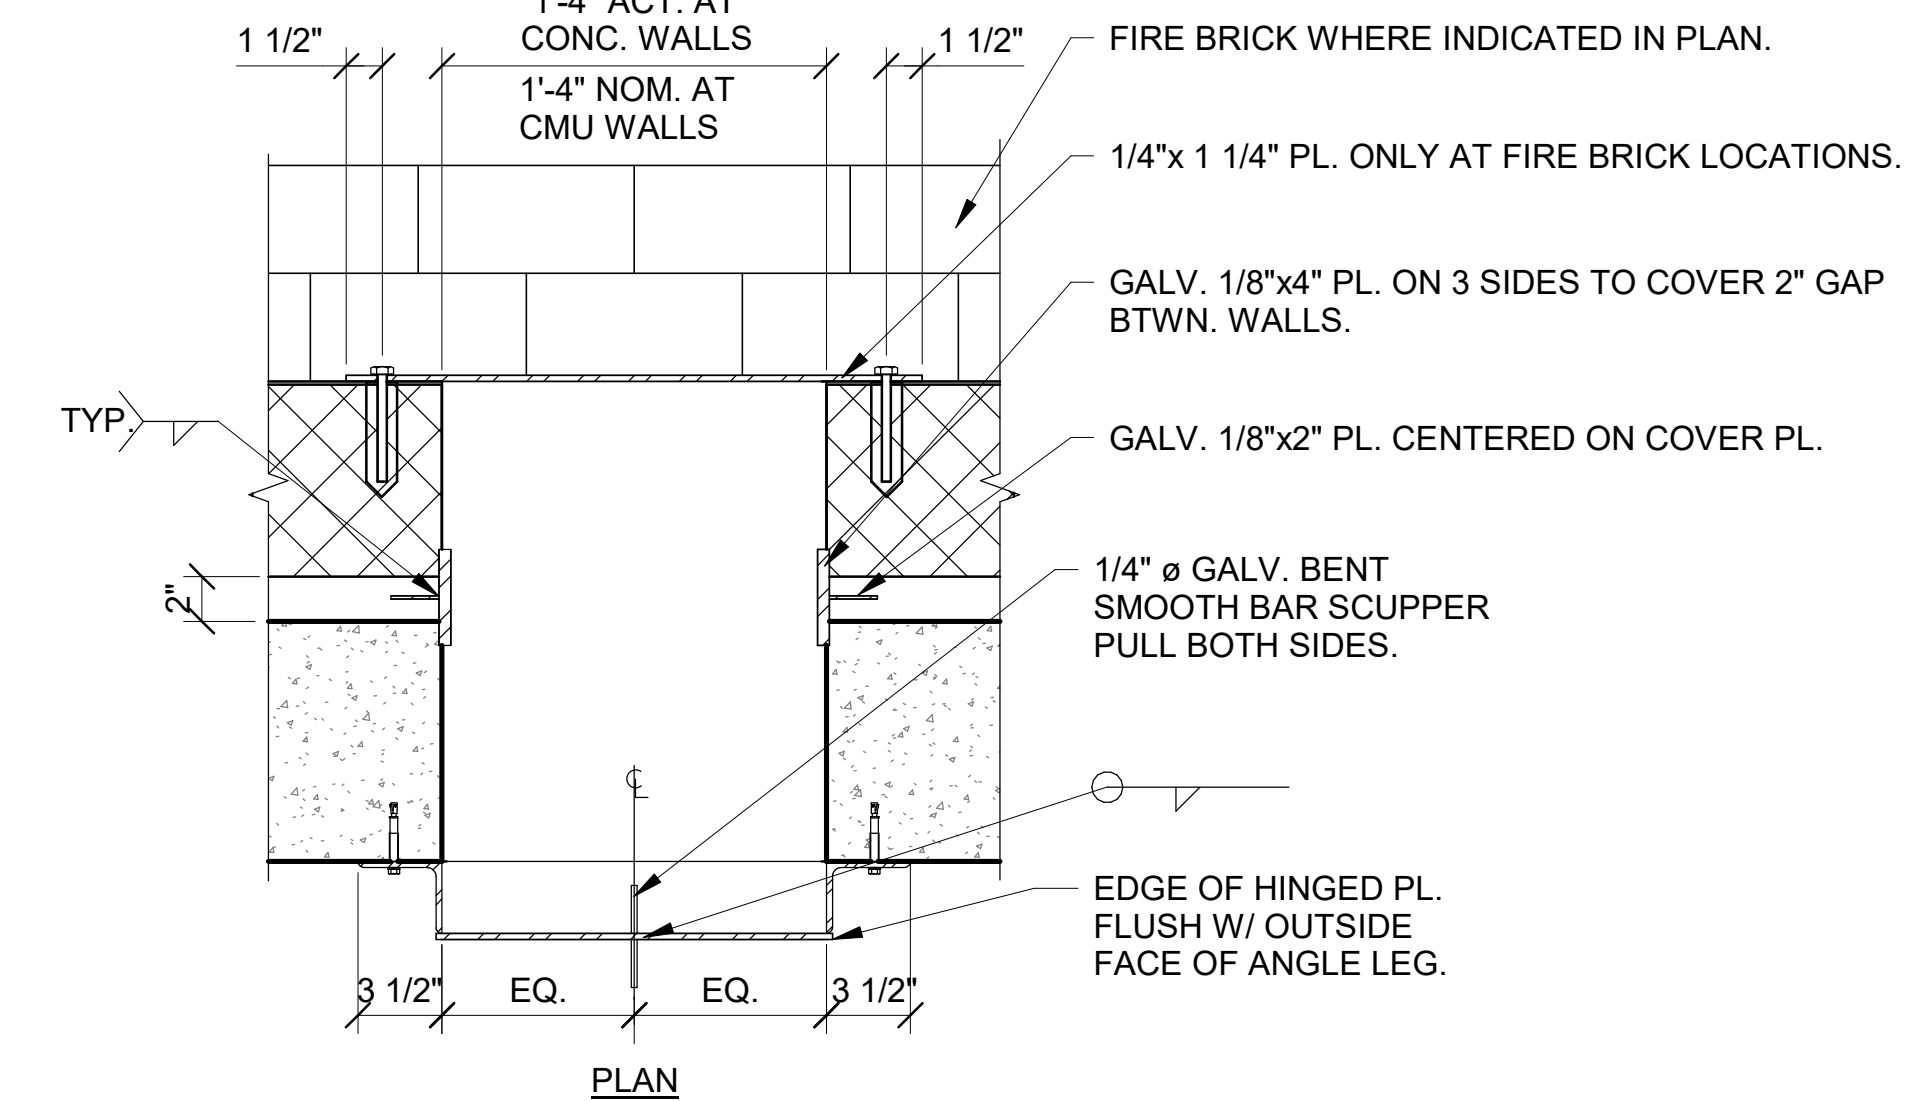 1'-4" ACT. AT
CONC. WALLS
1 1/2"
1 1/2"
1'-4" NOM. AT
CMU WALLS
FIRE BRICK WHERE INDICATED IN PLAN.
1/4"x 1 1/4" PL. ONLY AT FIRE BRICK LOCATIONS.
GALV. 1/8"x4" PL. ON 3 SIDES TO COVER 2" GAP
BTWN. WALLS.
TYP.
GALV. 1/8"x2" PL. CENTERED ON COVER PL.
2"
1/4" ø GALV. BENT
SMOOTH BAR SCUPPER
PULL BOTH SIDES.
℄
EDGE OF HINGED PL.
FLUSH W/ OUTSIDE
FACE OF ANGLE LEG.
3 1/2"
EQ.
EQ.
3 1/2"
PLAN